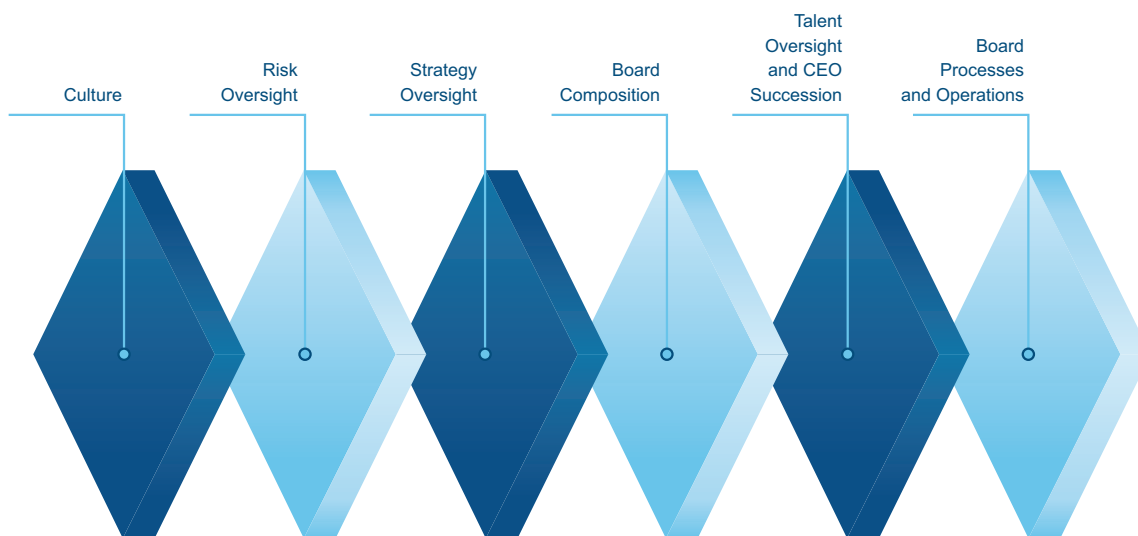 Culture
Risk
Oversight
Strategy
Oversight
Board
Composition
Talent
Oversight
and CEO
Succession
Board
Processes
and Operations